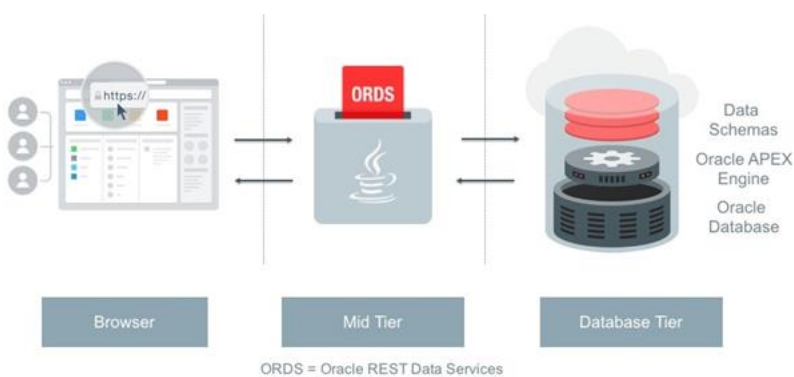 https://
ORDS
Data
Schemas
Oracle APEX
Engine
Oracle
Database
Browser
Mid Tier
Database Tier
ORDS = Oracle REST Data Services